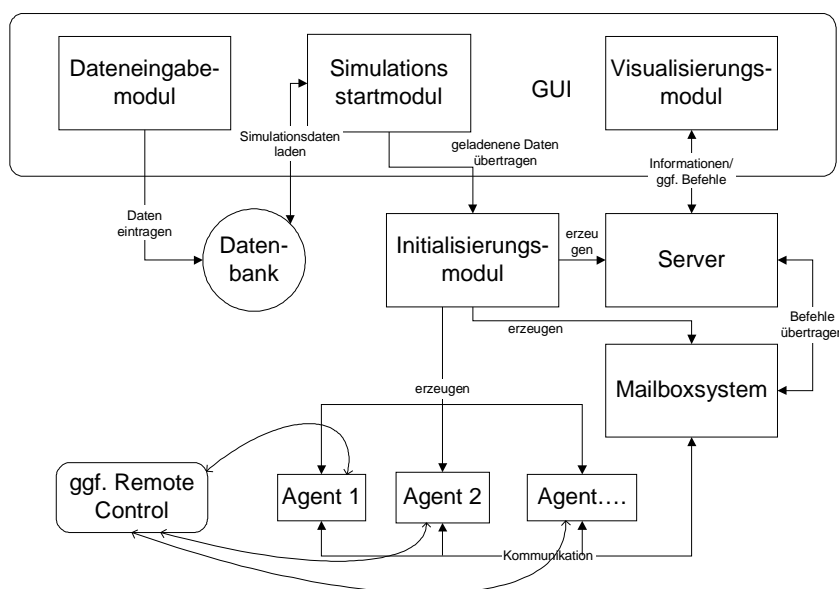 Dateneingabe-
modul
Simulations
startmodul
GUI
Visualisierungs-
modul
Simulationsdaten
laden
geladenene Daten
übertragen
Informationen/
ggf. Befehle
Daten
eintragen
Daten-
bank
Initialisierungs-
modul
erzeu
gen
Server
erzeugen
Befehle
übertragen
Mailboxsystem
erzeugen
ggf. Remote
Control
Agent 1
Agent 2
Agent....
Kommunikation